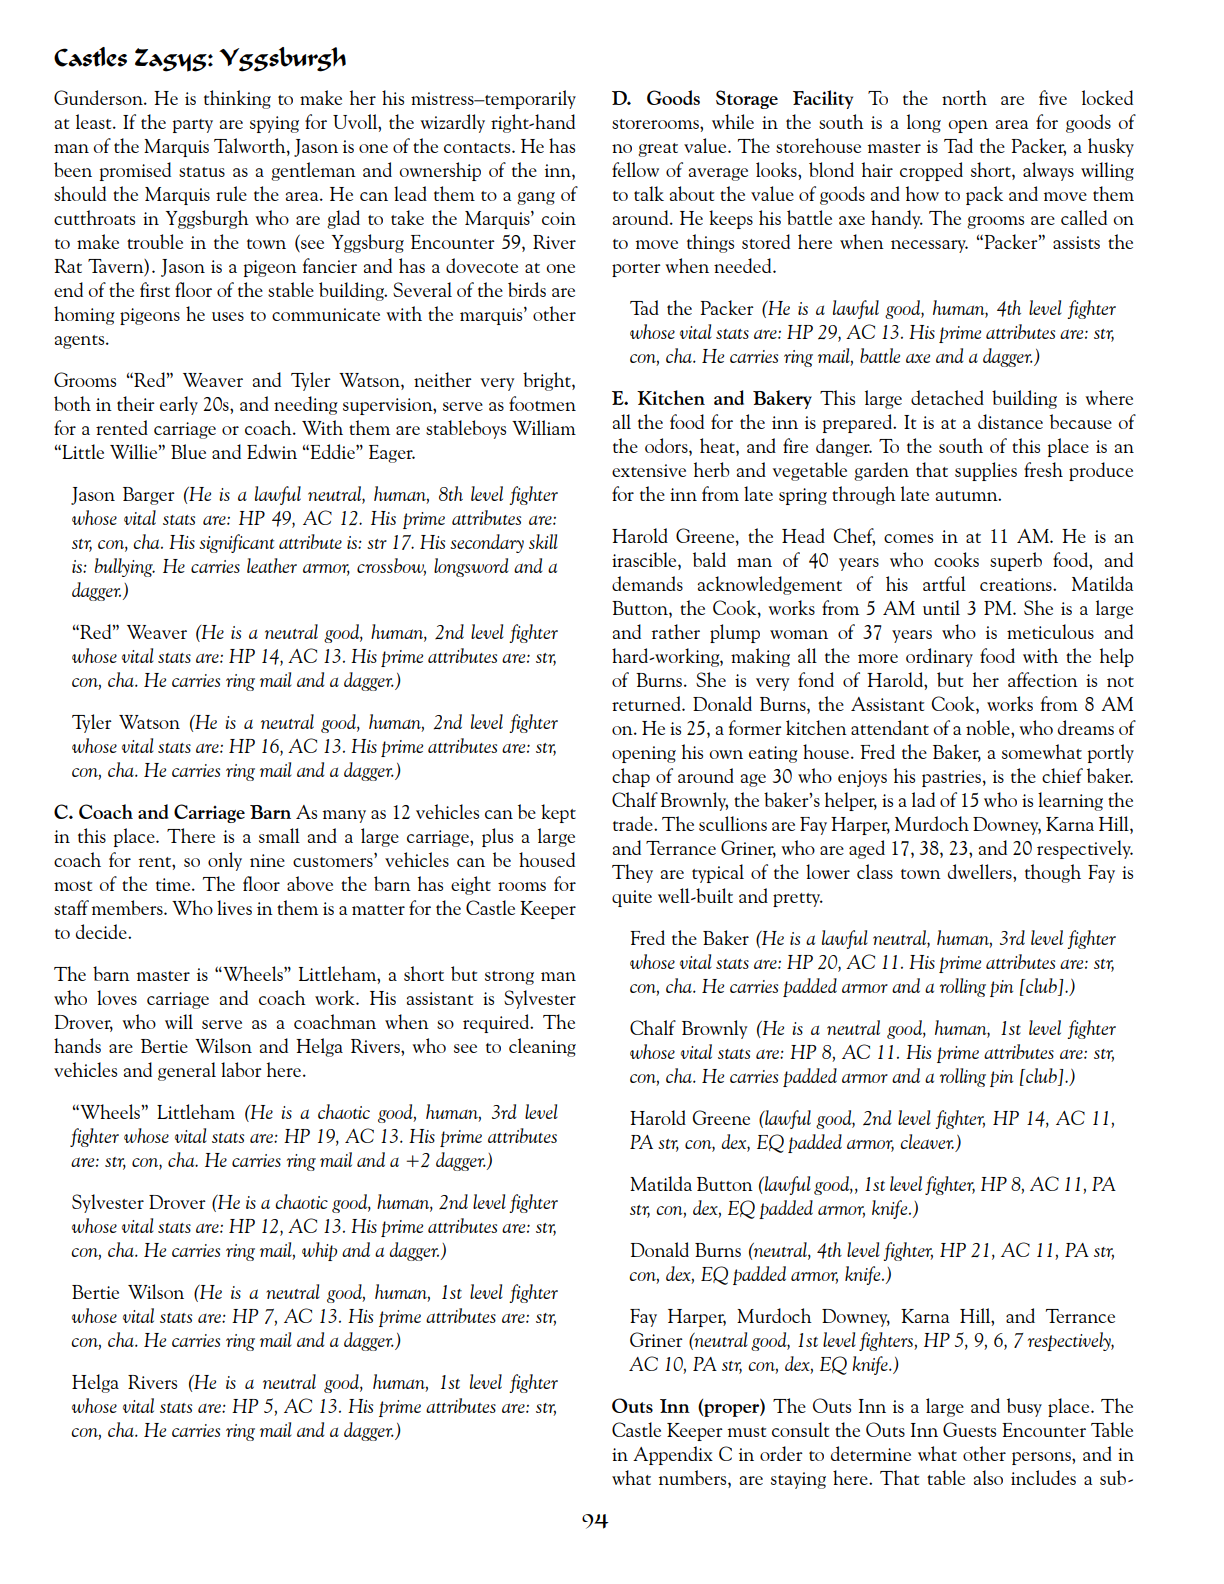 Castles Zagyg: Yggsburgh
Gunderson. He is thinking to make her his mistress–temporarily
at least. If the party are spying for Uvoll, the wizardly right-hand
man of the Marquis Talworth, Jason is one of the contacts. He has
been promised status as a gentleman and ownership of the inn,
should the Marquis rule the area. He can lead them to a gang of
cutthroats in Yggsburgh who are glad to take the Marquis’ coin
to make trouble in the town (see Yggsburg Encounter 59, River
Rat Tavern). Jason is a pigeon fancier and has a dovecote at one
end of the first floor of the stable building. Several of the birds are
homing pigeons he uses to communicate with the marquis’ other
agents.
Grooms “Red” Weaver and Tyler Watson, neither very bright,
both in their early 20s, and needing supervision, serve as footmen
for a rented carriage or coach. With them are stableboys William
“Little Willie” Blue and Edwin “Eddie” Eager.
Jason Barger (He is a lawful neutral, human, 8th level fighter
whose vital stats are: HP 49, AC 12. His prime attributes are:
str, con, cha. His significant attribute is: str 17. His secondary skill
is: bullying. He carries leather armor, crossbow, longsword and a
dagger.)
“Red” Weaver (He is a neutral good, human, 2nd level fighter
whose vital stats are: HP 14, AC 13. His prime attributes are: str,
con, cha. He carries ring mail and a dagger.)
Tyler Watson (He is a neutral good, human, 2nd level fighter
whose vital stats are: HP 16, AC 13. His prime attributes are: str,
con, cha. He carries ring mail and a dagger.)
C. Coach and Carriage Barn As many as 12 vehicles can be kept
in this place. There is a small and a large carriage, plus a large
coach for rent, so only nine customers’ vehicles can be housed
most of the time. The floor above the barn has eight rooms for
staff members. Who lives in them is a matter for the Castle Keeper
to decide.
The barn master is “Wheels” Littleham, a short but strong man
who loves carriage and coach work. His assistant is Sylvester
Drover, who will serve as a coachman when so required. The
hands are Bertie Wilson and Helga Rivers, who see to cleaning
vehicles and general labor here.
“Wheels” Littleham (He is a chaotic good, human, 3rd level
fighter whose vital stats are: HP 19, AC 13. His prime attributes
are: str, con, cha. He carries ring mail and a +2 dagger.)
Sylvester Drover (He is a chaotic good, human, 2nd level fighter
whose vital stats are: HP 12, AC 13. His prime attributes are: str,
con, cha. He carries ring mail, whip and a dagger.)
Bertie Wilson (He is a neutral good, human, 1st level fighter
whose vital stats are: HP 7, AC 13. His prime attributes are: str,
con, cha. He carries ring mail and a dagger.)
Helga Rivers (He is a neutral good, human, 1st level fighter
whose vital stats are: HP 5, AC 13. His prime attributes are: str,
con, cha. He carries ring mail and a dagger.)
D. Goods Storage Facility To the north are five locked
storerooms, while in the south is a long open area for goods of
no great value. The storehouse master is Tad the Packer, a husky
fellow of average looks, blond hair cropped short, always willing
to talk about the value of goods and how to pack and move them
around. He keeps his battle axe handy. The grooms are called on
to move things stored here when necessary. “Packer” assists the
porter when needed.
Tad the Packer (He is a lawful good, human, 4th level fighter
whose vital stats are: HP 29, AC 13. His prime attributes are: str,
con, cha. He carries ring mail, battle axe and a dagger.)
E. Kitchen and Bakery This large detached building is where
all the food for the inn is prepared. It is at a distance because of
the odors, heat, and fire danger. To the south of this place is an
extensive herb and vegetable garden that supplies fresh produce
for the inn from late spring through late autumn.
Harold Greene, the Head Chef, comes in at 11 AM. He is an
irascible, bald man of 40 years who cooks superb food, and
demands acknowledgement of his artful creations. Matilda
Button, the Cook, works from 5 AM until 3 PM. She is a large
and rather plump woman of 37 years who is meticulous and
hard-working, making all the more ordinary food with the help
of Burns. She is very fond of Harold, but her affection is not
returned. Donald Burns, the Assistant Cook, works from 8 AM
on. He is 25, a former kitchen attendant of a noble, who dreams of
opening his own eating house. Fred the Baker, a somewhat portly
chap of around age 30 who enjoys his pastries, is the chief baker.
Chalf Brownly, the baker’s helper, is a lad of 15 who is learning the
trade. The scullions are Fay Harper, Murdoch Downey, Karna Hill,
and Terrance Griner, who are aged 17, 38, 23, and 20 respectively.
They are typical of the lower class town dwellers, though Fay is
quite well-built and pretty.
Fred the Baker (He is a lawful neutral, human, 3rd level fighter
whose vital stats are: HP 20, AC 11. His prime attributes are: str,
con, cha. He carries padded armor and a rolling pin [club].)
Chalf Brownly (He is a neutral good, human, 1st level fighter
whose vital stats are: HP 8, AC 11. His prime attributes are: str,
con, cha. He carries padded armor and a rolling pin [club].)
Harold Greene (lawful good, 2nd level fighter, HP 14, AC 11,
PA str, con, dex, EQ padded armor, cleaver.)
Matilda Button (lawful good,, 1st level fighter, HP 8, AC 11, PA
str, con, dex, EQ padded armor, knife.)
Donald Burns (neutral, 4th level fighter, HP 21, AC 11, PA str,
con, dex, EQ padded armor, knife.)
Fay Harper, Murdoch Downey, Karna Hill, and Terrance
Griner (neutral good, 1st level fighters, HP 5, 9, 6, 7 respectively,
AC 10, PA str, con, dex, EQ knife.)
Outs Inn (proper) The Outs Inn is a large and busy place. The
Castle Keeper must consult the Outs Inn Guests Encounter Table
in Appendix C in order to determine what other persons, and in
what numbers, are staying here. That table also includes a sub-
94